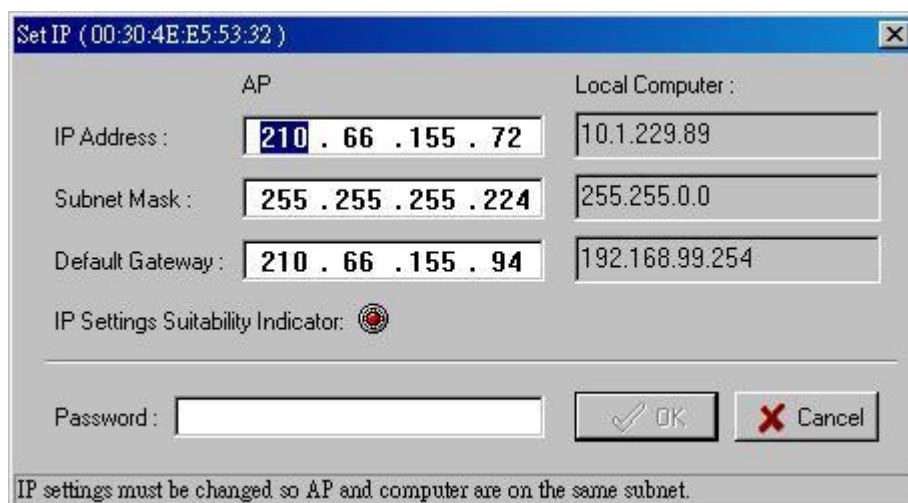 Set IP ( 00:30:4E:E5:53:32 )
AP Local Computer :
IP Address : 210 . 66 . 155 . 72 10.1.229.89
Subnet Mask : 255 . 255 . 255 . 224 255.255.0.0
Default Gateway : 210 . 66 . 155 . 94 192.168.99.254
IP Settings Suitability Indicator:
Password : OK Cancel
IP settings must be changed so AP and computer are on the same subnet.